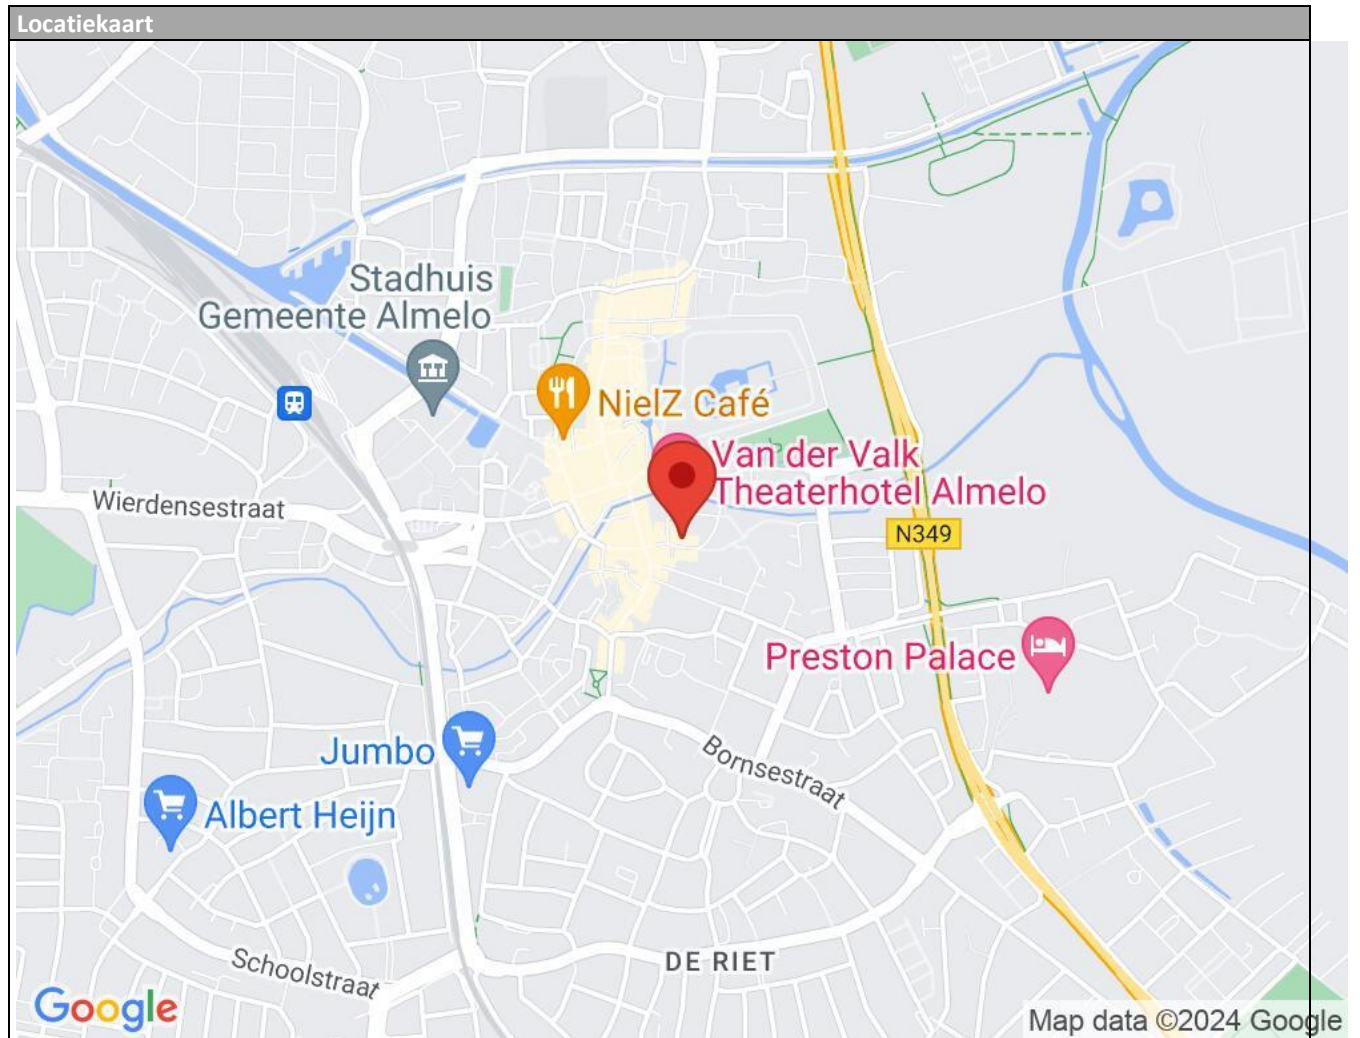 Locatiekaart
Stadhuis
Gemeente Almelo
NielZ Café
Van der Valk
Theaterhotel Almelo
Wierdensestraat
N349
Preston Palace
Jumbo
Bornsestraat
Albert Heijn
DE RIET
Schoolstraat
Google
Map data ©2024 Google